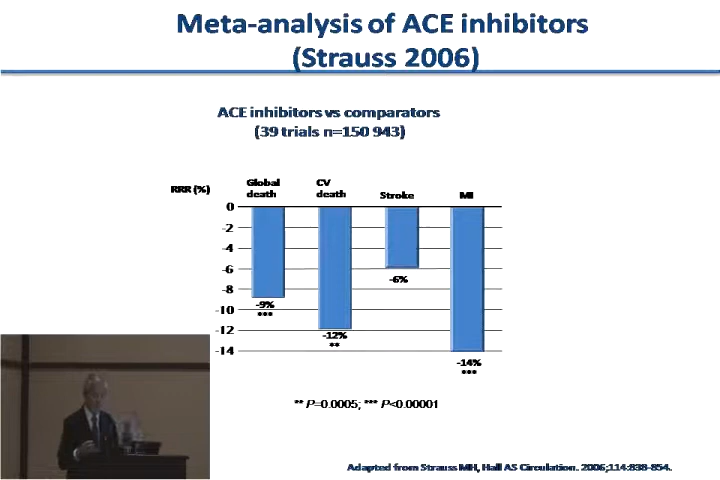 Meta-analysis of ACE inhibitors
(Strauss 2006)
ACE inhibitors vs comparators
(39 trials n=150 943)
RRR (%)
Global death
CV death
Stroke
MI
0
-2
-4
-6
-8
-10
-12
-14
-9%
***
-12%
**
-6%
-14%
***
** P=0.0005; *** P<0.00001
Adapted from Strauss MH, Hall AS Circulation. 2006;114:838-854.